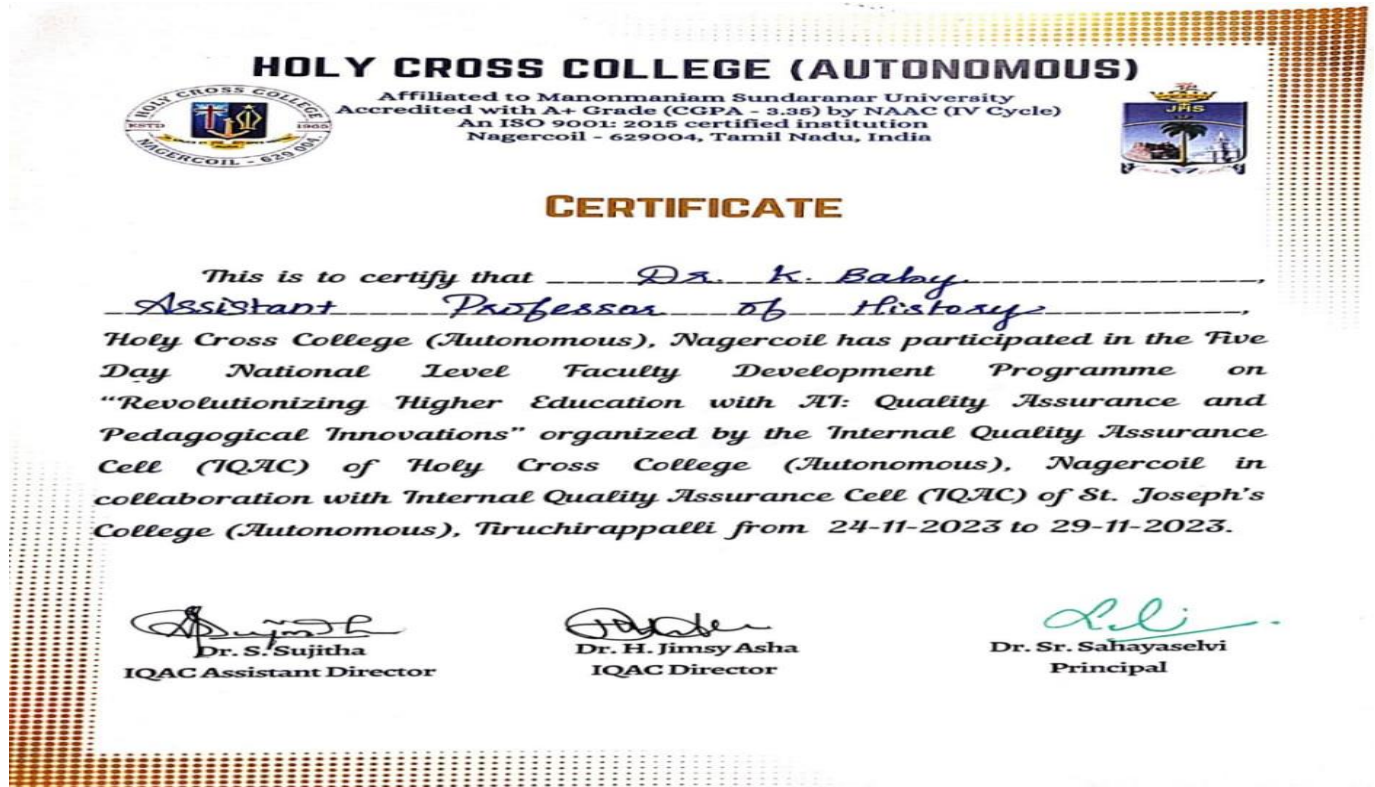 HOLY CROSS COLLEGE (AUTONOMOUS)
Affiliated to Manonmaniam Sundaranar University
Accredited with A+ Grade (CGPA - 3.35) by NAAC (IV Cycle)
An ISO 9001: 2015 certified institution
Nagercoil - 629004, Tamil Nadu, India
HOLY CROSS COLLEGE
ESTD 1965
NAGERCOIL - 629 004.
JMS
CERTIFICATE
This is to certify that Dr. K. Baby,
Assistant Professor of History,
Holy Cross College (Autonomous), Nagercoil has participated in the Five
Day National Level Faculty Development Programme on
“Revolutionizing Higher Education with AI: Quality Assurance and
Pedagogical Innovations” organized by the Internal Quality Assurance
Cell (IQAC) of Holy Cross College (Autonomous), Nagercoil in
collaboration with Internal Quality Assurance Cell (IQAC) of St. Joseph's
College (Autonomous), Tiruchirappalli from 24-11-2023 to 29-11-2023.
Dr. S. Sujitha
IQAC Assistant Director
Dr. H. Jimsy Asha
IQAC Director
Dr. Sr. Sahayaselvi
Principal